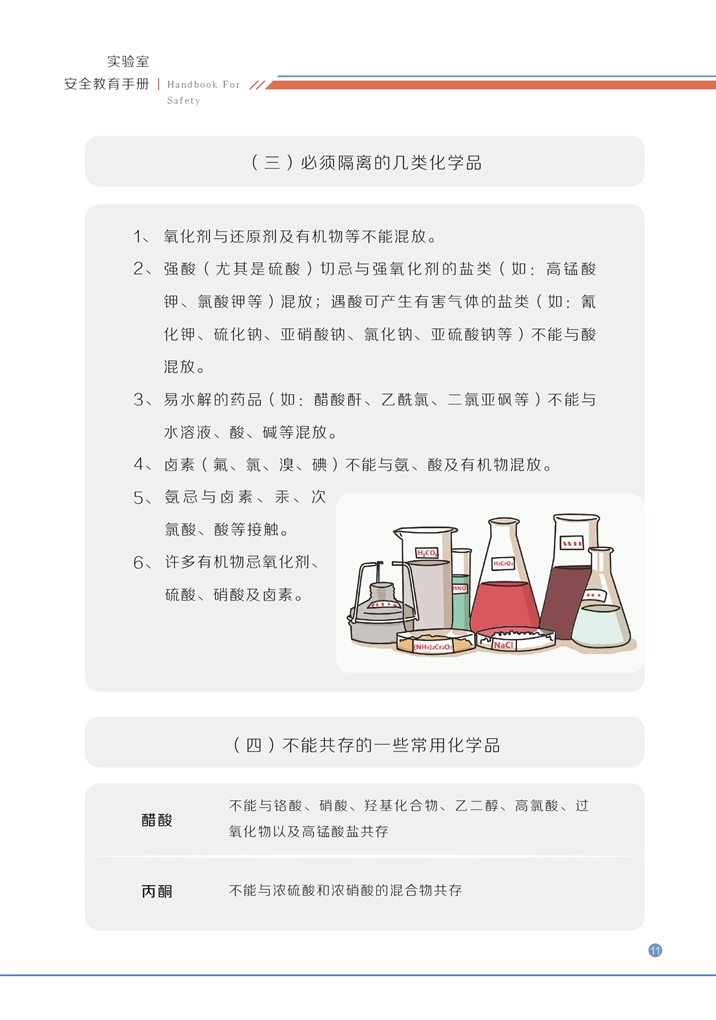 实验室
安全教育手册
Handbook For
Safety
（三）必须隔离的几类化学品
1、氧化剂与还原剂及有机物等不能混放。
2、强酸（尤其是硫酸）切忌与强氧化剂的盐类（如：高锰酸
钾、氯酸钾等）混放；遇酸可产生有害气体的盐类（如：氰
化钾、硫化钠、亚硝酸钠、氯化钠、亚硫酸钠等）不能与酸
混放。
3、易水解的药品（如：醋酸酐、乙酰氯、二氯亚砜等）不能与
水溶液、酸、碱等混放。
4、卤素（氟、氯、溴、碘）不能与氨、酸及有机物混放。
5、氨忌与卤素、汞、次
氯酸、酸等接触。
6、许多有机物忌氧化剂、
硫酸、硝酸及卤素。
H₂CO₃
HNO
H₂CrO₄
(NH₄)₂Cr₂O₇
NaCl
（四）不能共存的一些常用化学品
醋酸
不能与铬酸、硝酸、羟基化合物、乙二醇、高氯酸、过
氧化物以及高锰酸盐共存
丙酮
不能与浓硫酸和浓硝酸的混合物共存
11